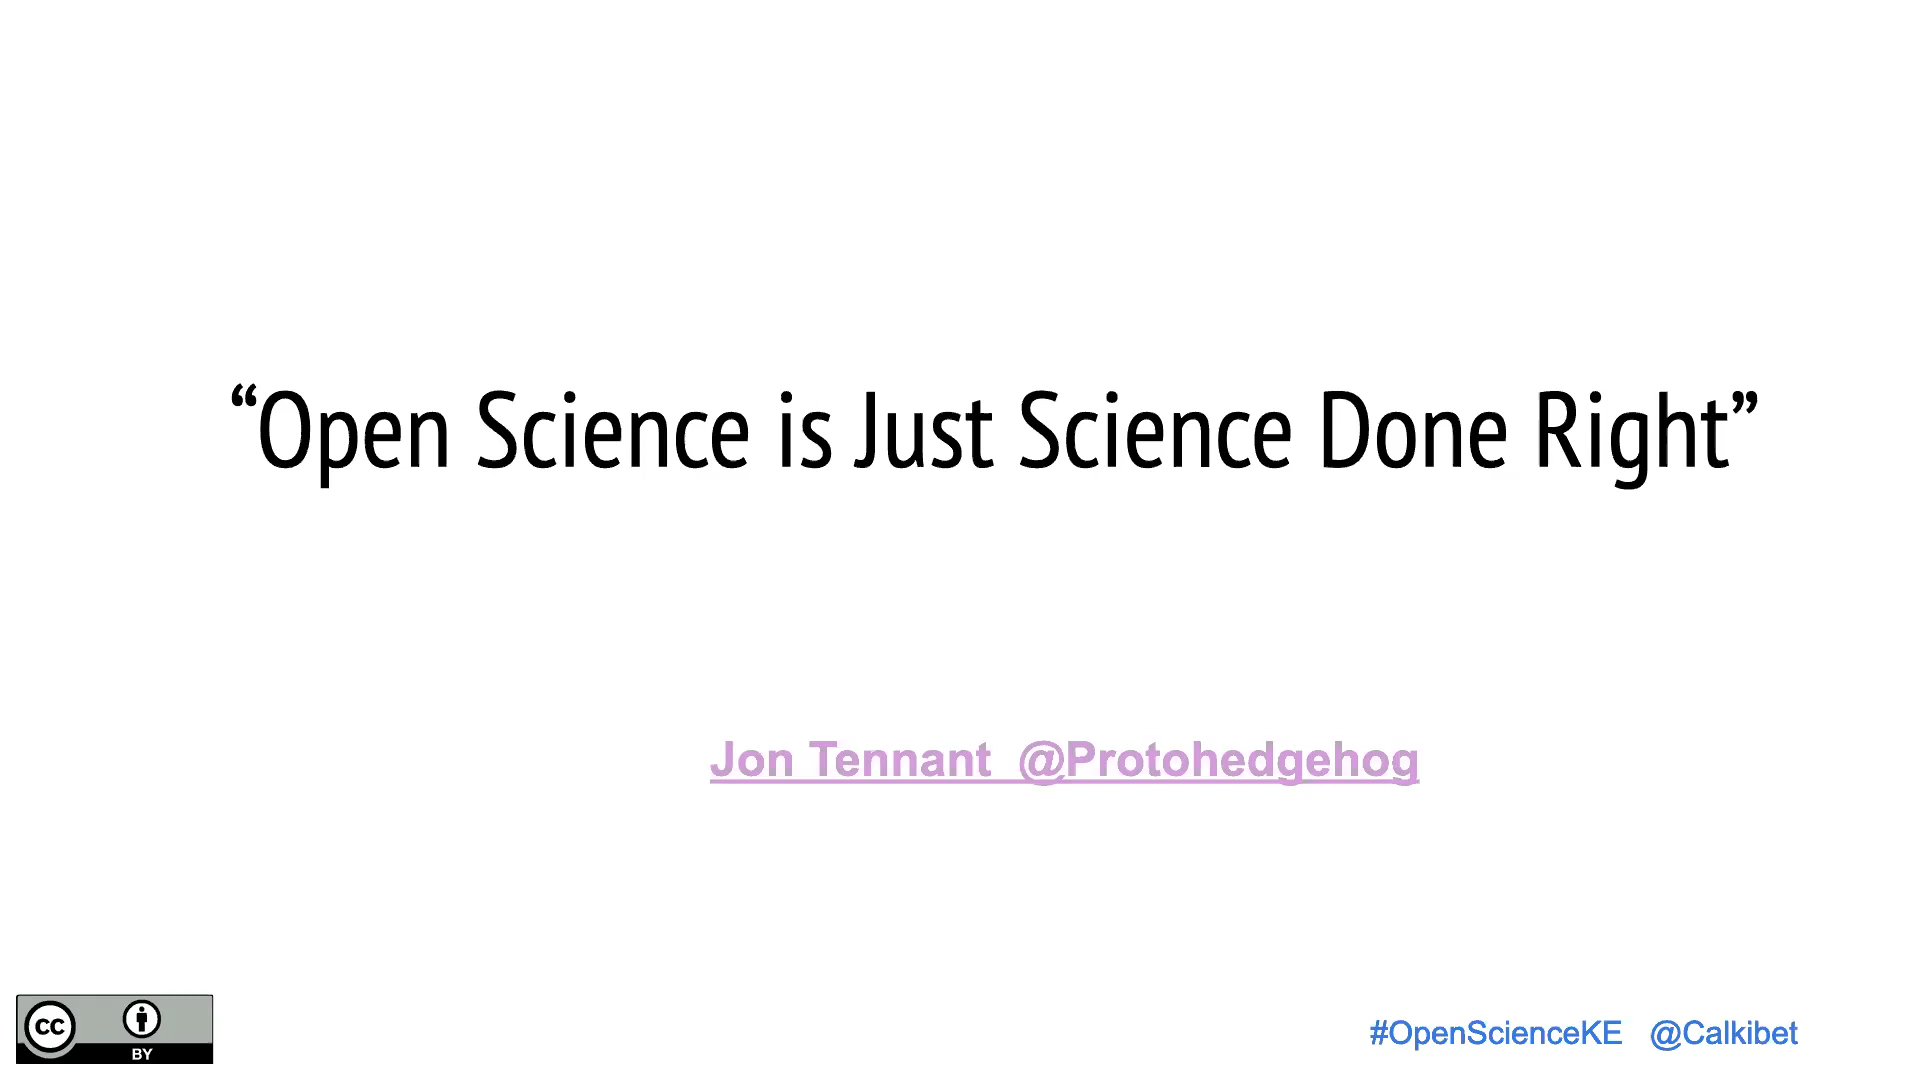 “Open Science is Just Science Done Right”
Jon Tennant  @Protohedgehog
cc
BY
#OpenScienceKE   @Calkibet